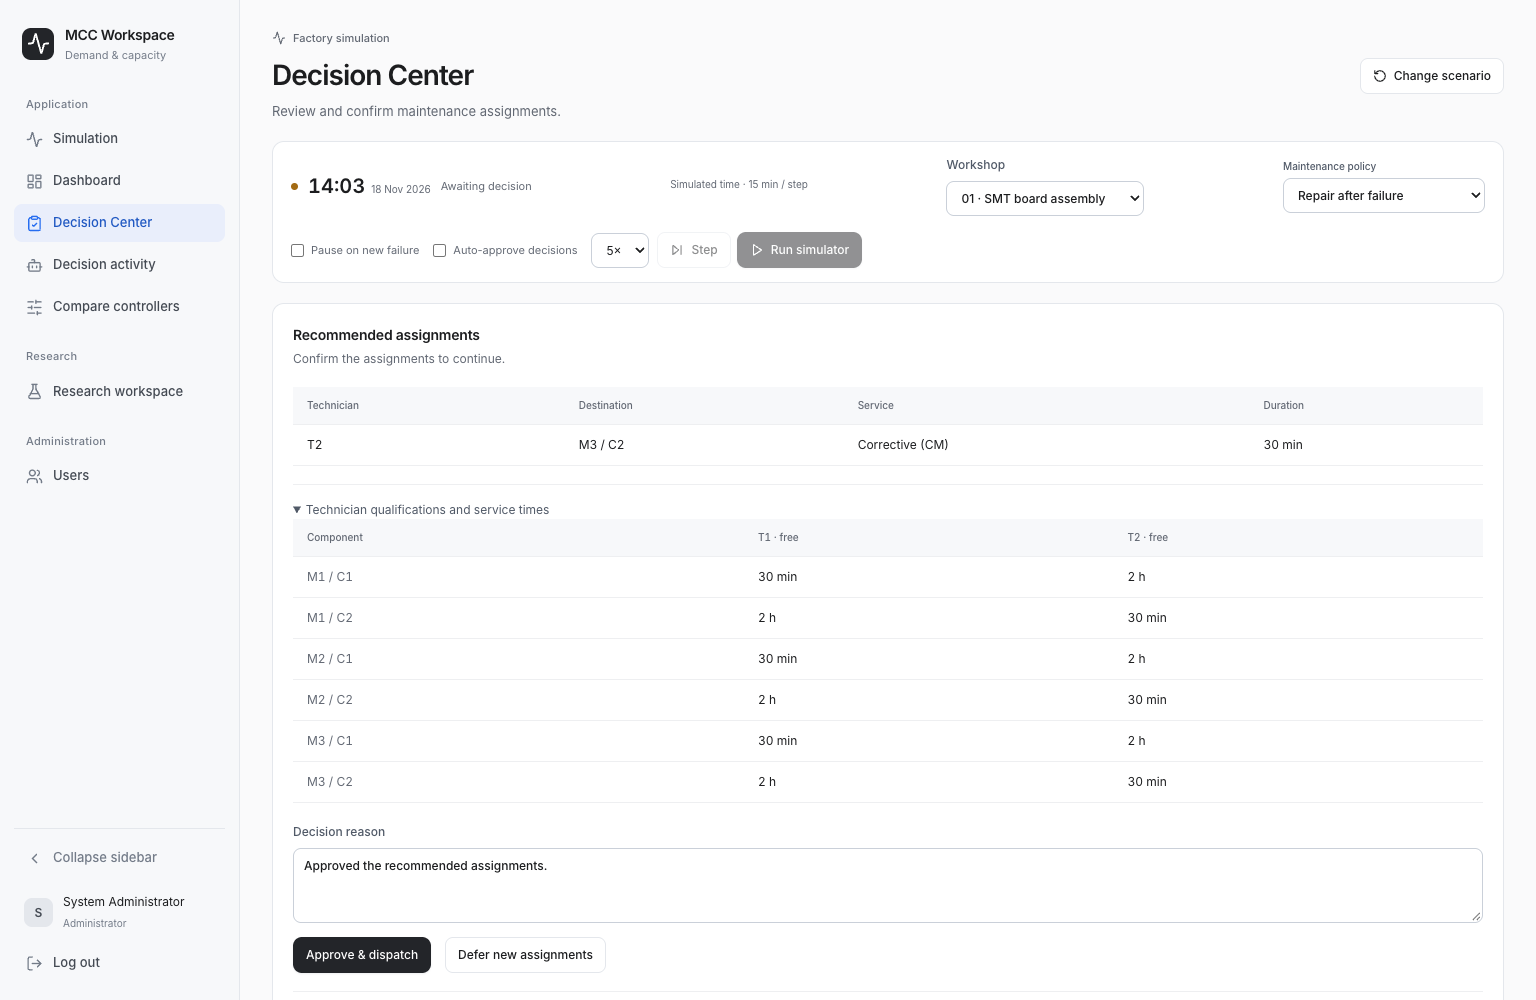 MCC Workspace
Demand & capacity
Application
Simulation
Dashboard
Decision Center
Decision activity
Compare controllers
Research
Research workspace
Administration
Users
Collapse sidebar
S
System Administrator
Administrator
Log out
Factory simulation
Decision Center
Review and confirm maintenance assignments.
Change scenario
14:03 18 Nov 2026 Awaiting decision
Simulated time · 15 min / step
Workshop
01 · SMT board assembly
Maintenance policy
Repair after failure
Pause on new failure Auto-approve decisions 5× Step Run simulator
Recommended assignments
Confirm the assignments to continue.
Technician Destination Service Duration
T2 M3 / C2 Corrective (CM) 30 min
Technician qualifications and service times
Component T1 · free T2 · free
M1 / C1 30 min 2 h
M1 / C2 2 h 30 min
M2 / C1 30 min 2 h
M2 / C2 2 h 30 min
M3 / C1 30 min 2 h
M3 / C2 2 h 30 min
Decision reason
Approved the recommended assignments.
Approve & dispatch Defer new assignments